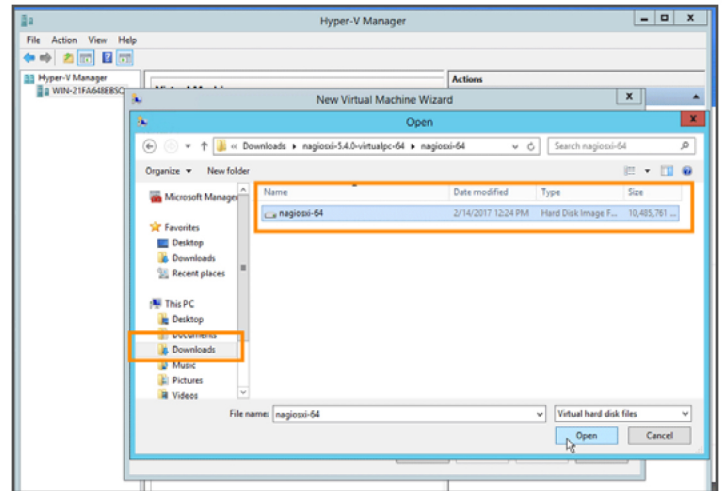 Hyper-V Manager
File Action View Help
Hyper-V Manager
WIN-21FA648EBSC
Actions
New Virtual Machine Wizard
Open
« Downloads ▸ nagiosxi-5.4.0-virtualpc-64 ▸ nagiosxi-64
Search nagiosxi-64
Organize New folder
Microsoft Manage
Name Date modified Type Size
nagiosxi-64 2/14/2017 12:24 PM Hard Disk Image F... 10,485,761 ...
Favorites
Desktop
Downloads
Recent places
This PC
Desktop
Documents
Downloads
Music
Pictures
Videos
File name: nagiosxi-64 Virtual hard disk files
Open Cancel